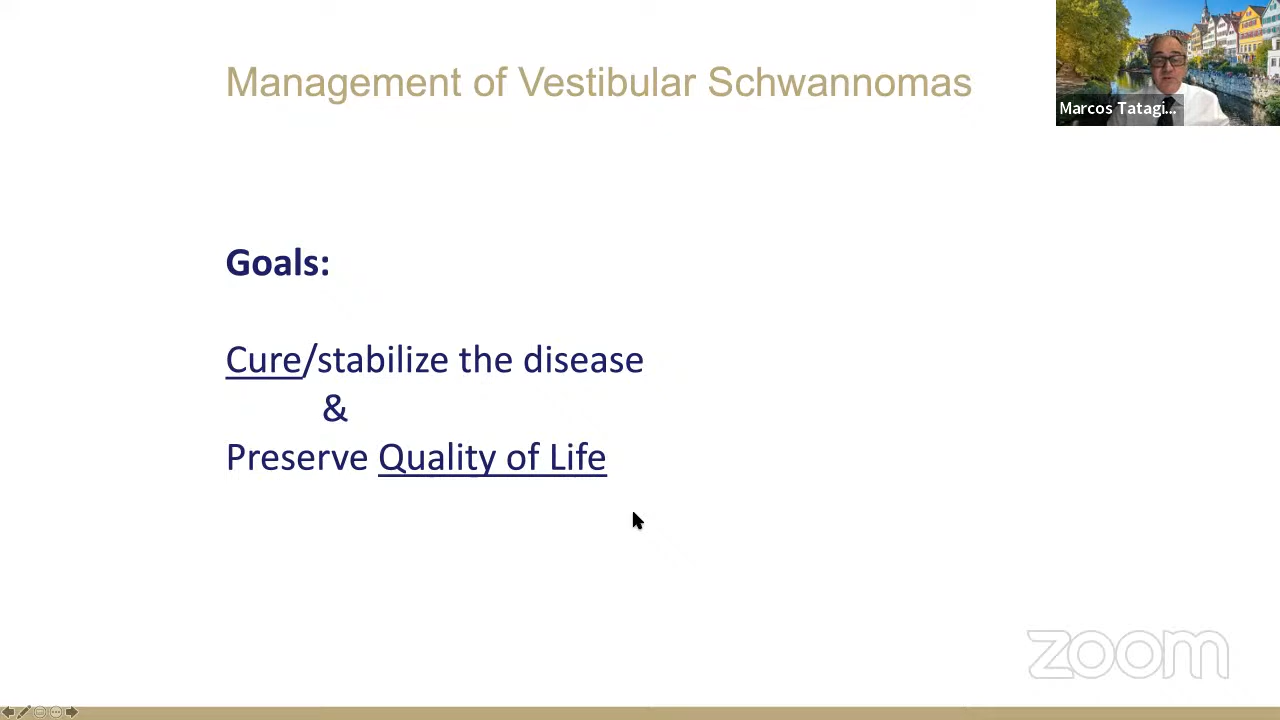 Management of Vestibular Schwannomas
Marcos Tatagi...
Goals:
Cure/stabilize the disease
&
Preserve Quality of Life
zoom